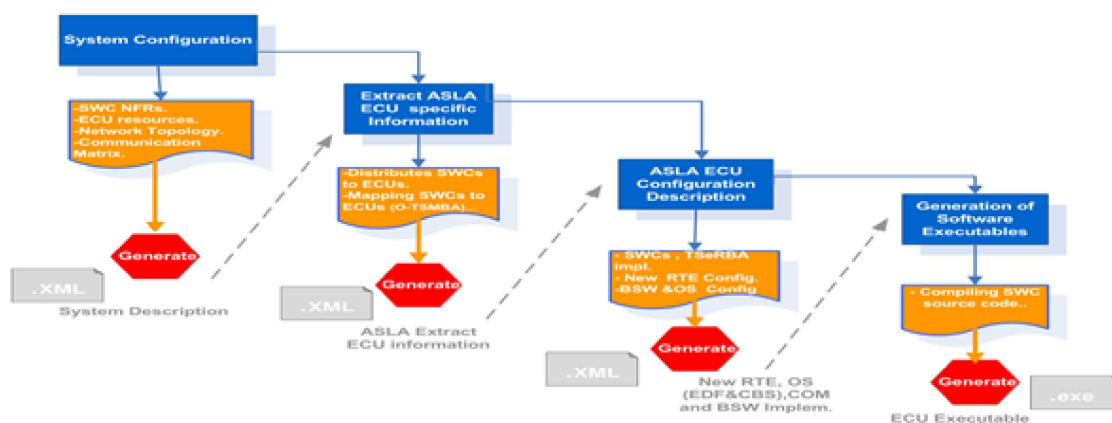 System Configuration
-SWC NFRs.
-ECU resources.
-Network Topology.
-Communication
Matrix.
Generate
.XML
System Description
Extract ASLA
ECU specific
Information
-Distributes SWCs
to ECUs.
-Mapping SWCs to
ECUs (O-TSMBA)...
Generate
.XML
ASLA Extract
ECU information
ASLA ECU
Configuration
Description
- SWCs , TSeRBA
impl.
- New RTE Config.
-BSW &OS Config
Generate
.XML
New RTE, OS
(EDF&CBS),COM
and BSW Implem.
Generation of
Software
Executables
- Compiling SWC
source code..
Generate
.exe
ECU Executable